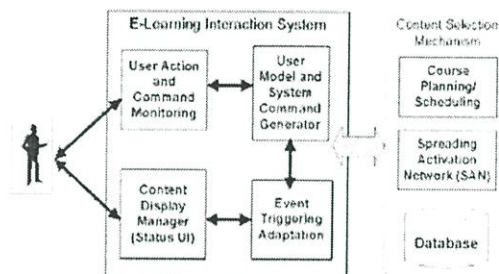 E-Learning Interaction System
User Action
and
Command
Monitoring
User
Model and
System
Command
Generator
Content
Display
Manager
(Status UI)
Event
Triggering
Adaptation
Content Selection
Mechanism
Course
Planning/
Scheduling
Spreading
Activation
Network (SAN)
Database